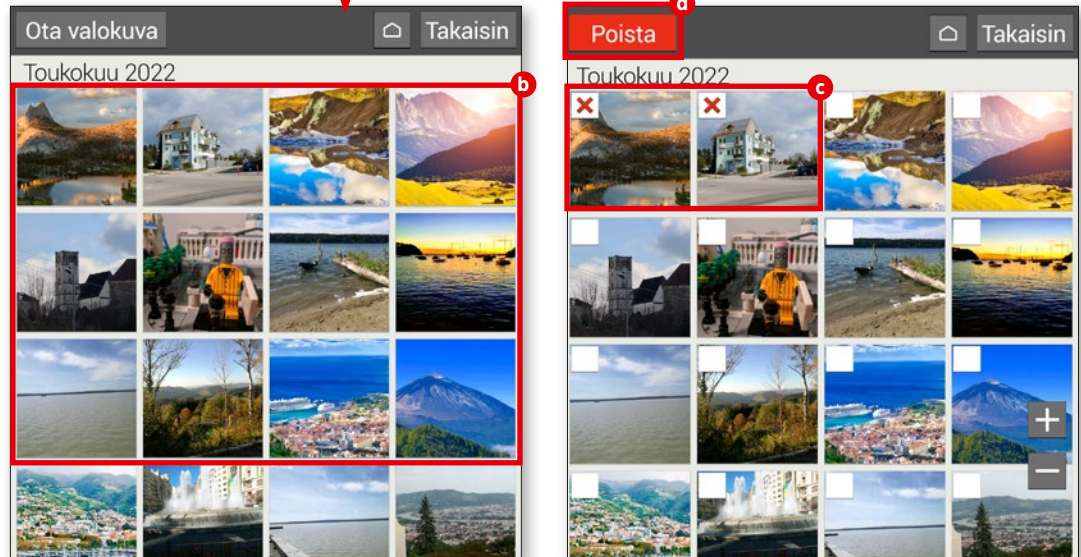 Ota valokuva
Takaisin
Toukokuu 2022
b
d
Poista
Takaisin
Toukokuu 2022
c